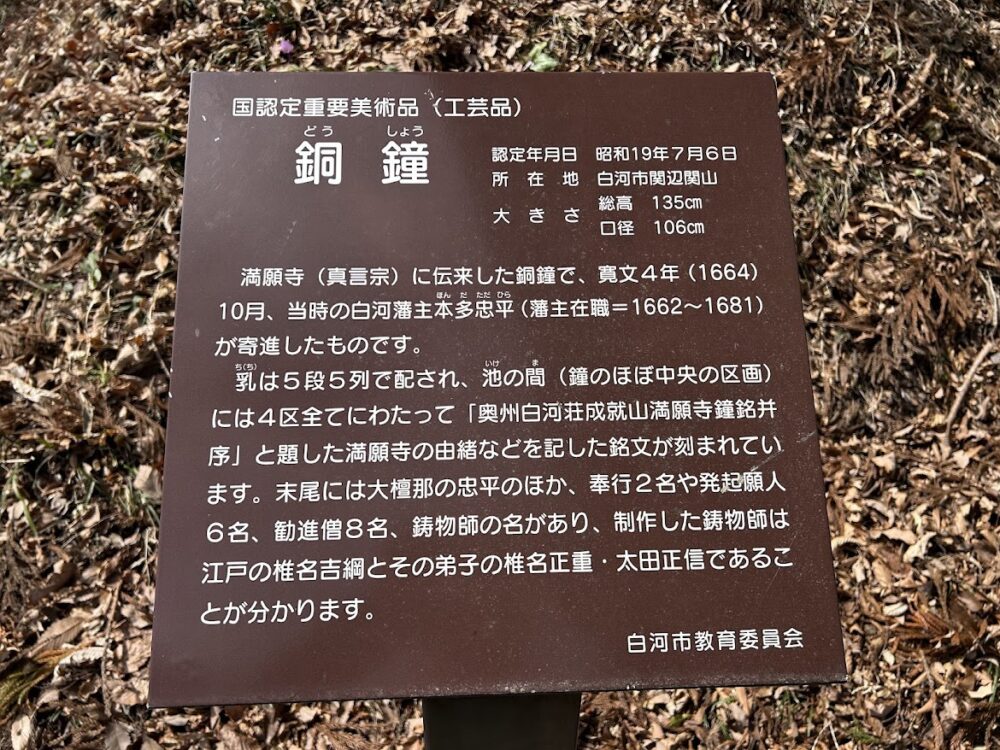 国認定重要美術品（工芸品）
どう しょう
銅 鐘
認定年月日 昭和19年7月6日
所在地 白河市関辺関山
大きさ 総高 135㎝
口径 106㎝
満願寺（真言宗）に伝来した銅鐘で、寛文4年（1664）
ほん だ ただ ひら
10月、当時の白河藩主本多忠平（藩主在職＝1662～1681）
が寄進したものです。
ち(ち) いけ ま
乳は５段５列で配され、池の間（鐘のほぼ中央の区画）
には４区全てにわたって「奥州白河荘成就山満願寺鐘銘并
序」と題した満願寺の由緒などを記した銘文が刻まれてい
ます。末尾には大檀那の忠平のほか、奉行２名や発起願人
６名、勧進僧８名、鋳物師の名があり、制作した鋳物師は
江戸の椎名吉綱とその弟子の椎名正重・太田正信であるこ
とが分かります。
白河市教育委員会